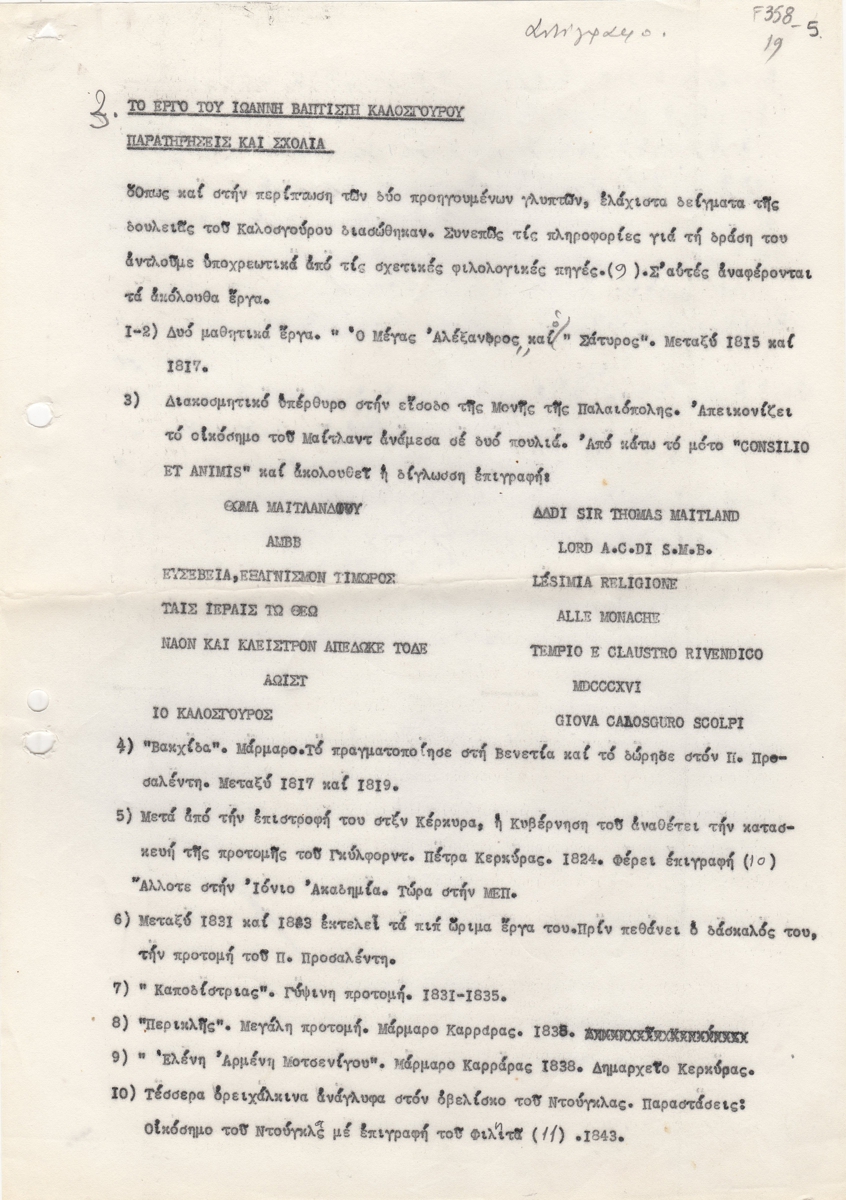 Αντίγραφο.
F358-5.
19
3. ΤΟ ΕΡΓΟ ΤΟΥ ΙΩΑΝΝΗ ΒΑΠΤΙΣΤΗ ΚΑΛΟΣΓΟΥΡΟΥ
ΠΑΡΑΤΗΡΗΣΕΙΣ ΚΑΙ ΣΧΟΛΙΑ
Ὅπως καί στήν περίπτωση τῶν δύο προηγουμένων γλυπτῶν, ἐλάχιστα δείγματα τῆς
δουλειᾶς τοῦ Καλοσγούρου διασώθηκαν. Συνεπῶς τίς πληροφορίες γιά τή δράση του
ἀντλοῦμε ὑποχρεωτικά ἀπό τίς σχετικές φιλολογικές πηγές.(9).Σ'αὐτές ἀναφέρονται
τά ἀκόλουθα ἔργα.
1-2) Δυό μαθητικά ἔργα. " Ὁ Μέγας Ἀλέξανδρος" καί ὁ " Σάτυρος". Μεταξύ 1815 καί
1817.
3) Διακοσμητικό ὑπέρθυρο στήν εἴσοδο τῆς Μονῆς τῆς Παλαιόπολης. Ἀπεικονίζει
τό οἰκόσημο τοῦ Μαίτλαντ ἀνάμεσα σέ δυό πουλιά. Ἀπό κάτω τό μότο "CONSILIO
ET ANIMIS" καί ἀκολουθεῖ ἡ δίγλωσση ἐπιγραφή:
ΘΩΜΑ ΜΑΙΤΛΑΝΔΟΥ ΔΔDI SIR THOMAS MAITLAND
ΑΜΒΒ LORD A.C.DI S.M.B.
ΕΥΣΕΒΕΙΑ,ΕΞΑΓΝΙΣΜΟΝ ΤΙΜΩΡΟΣ LESIMIA RELIGIONE
ΤΑΙΣ ΙΕΡΑΙΣ ΤΩ ΘΕΩ ALLE MONACHE
ΝΑΟΝ ΚΑΙ ΚΛΕΙΣΤΡΟΝ ΑΠΕΔΩΚΕ ΤΟΔΕ TEMPIO E CLAUSTRO RIVENDICO
ΑΩΙΣΤ MDCCCXVI
ΙΟ ΚΑΛΟΣΓΟΥΡΟΣ GIOVA CALOSGURO SCOLPI
4) "Βακχίδα". Μάρμαρο.Τό πραγματοποίησε στή Βενετία καί τό δώρησε στόν Π. Προ-
σαλέντη. Μεταξύ 1817 καί 1819.
5) Μετά ἀπό τήν ἐπιστροφή του στξν Κέρκυρα, ἡ Κυβέρνηση τοῦ ἀναθέτει τήν κατασ-
κευή τῆς προτομῆς τοῦ Γκύλφορντ. Πέτρα Κερκύρας. 1824. Φέρει ἐπιγραφή (10)
Ἄλλοτε στήν Ἰόνιο Ἀκαδημία. Τώρα στήν ΜΕΠ.
6) Μεταξύ 1831 καί 1843 ἐκτελεῖ τά πιπ ὥριμα ἔργα του.Πρίν πεθάνει ὁ δάσκαλός του,
τήν προτομή τοῦ Π. Προσαλέντη.
7) " Καποδίστριας". Γύψινη προτομή. 1831-1835.
8) "Περικλῆς". Μεγάλη προτομή. Μάρμαρο Καρράρας. 1835.
9) " Ἑλένη Ἀρμένη Μοτσενίγου". Μάρμαρο Καρράρας 1838. Δημαρχεῖο Κερκύρας.
10) Τέσσερα ὀρειχάλκινα ἀνάγλυφα στόν ὀβελίσκο τοῦ Ντούγκλας. Παραστάσεις:
Οἰκόσημο τοῦ Ντούγκλς μέ ἐπιγραφή τοῦ Φιλητᾶ (11) .1843.